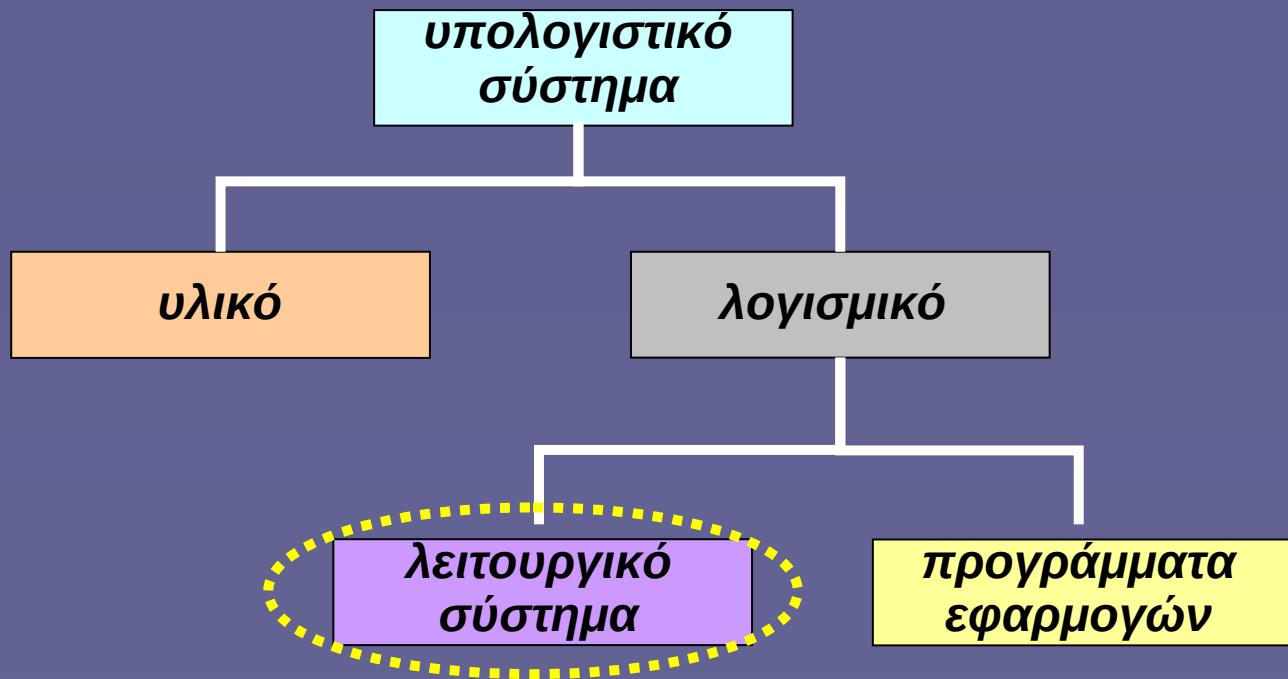 υπολογιστικό
σύστημα
υλικό
λογισμικό
λειτουργικό
σύστημα
προγράμματα
εφαρμογών